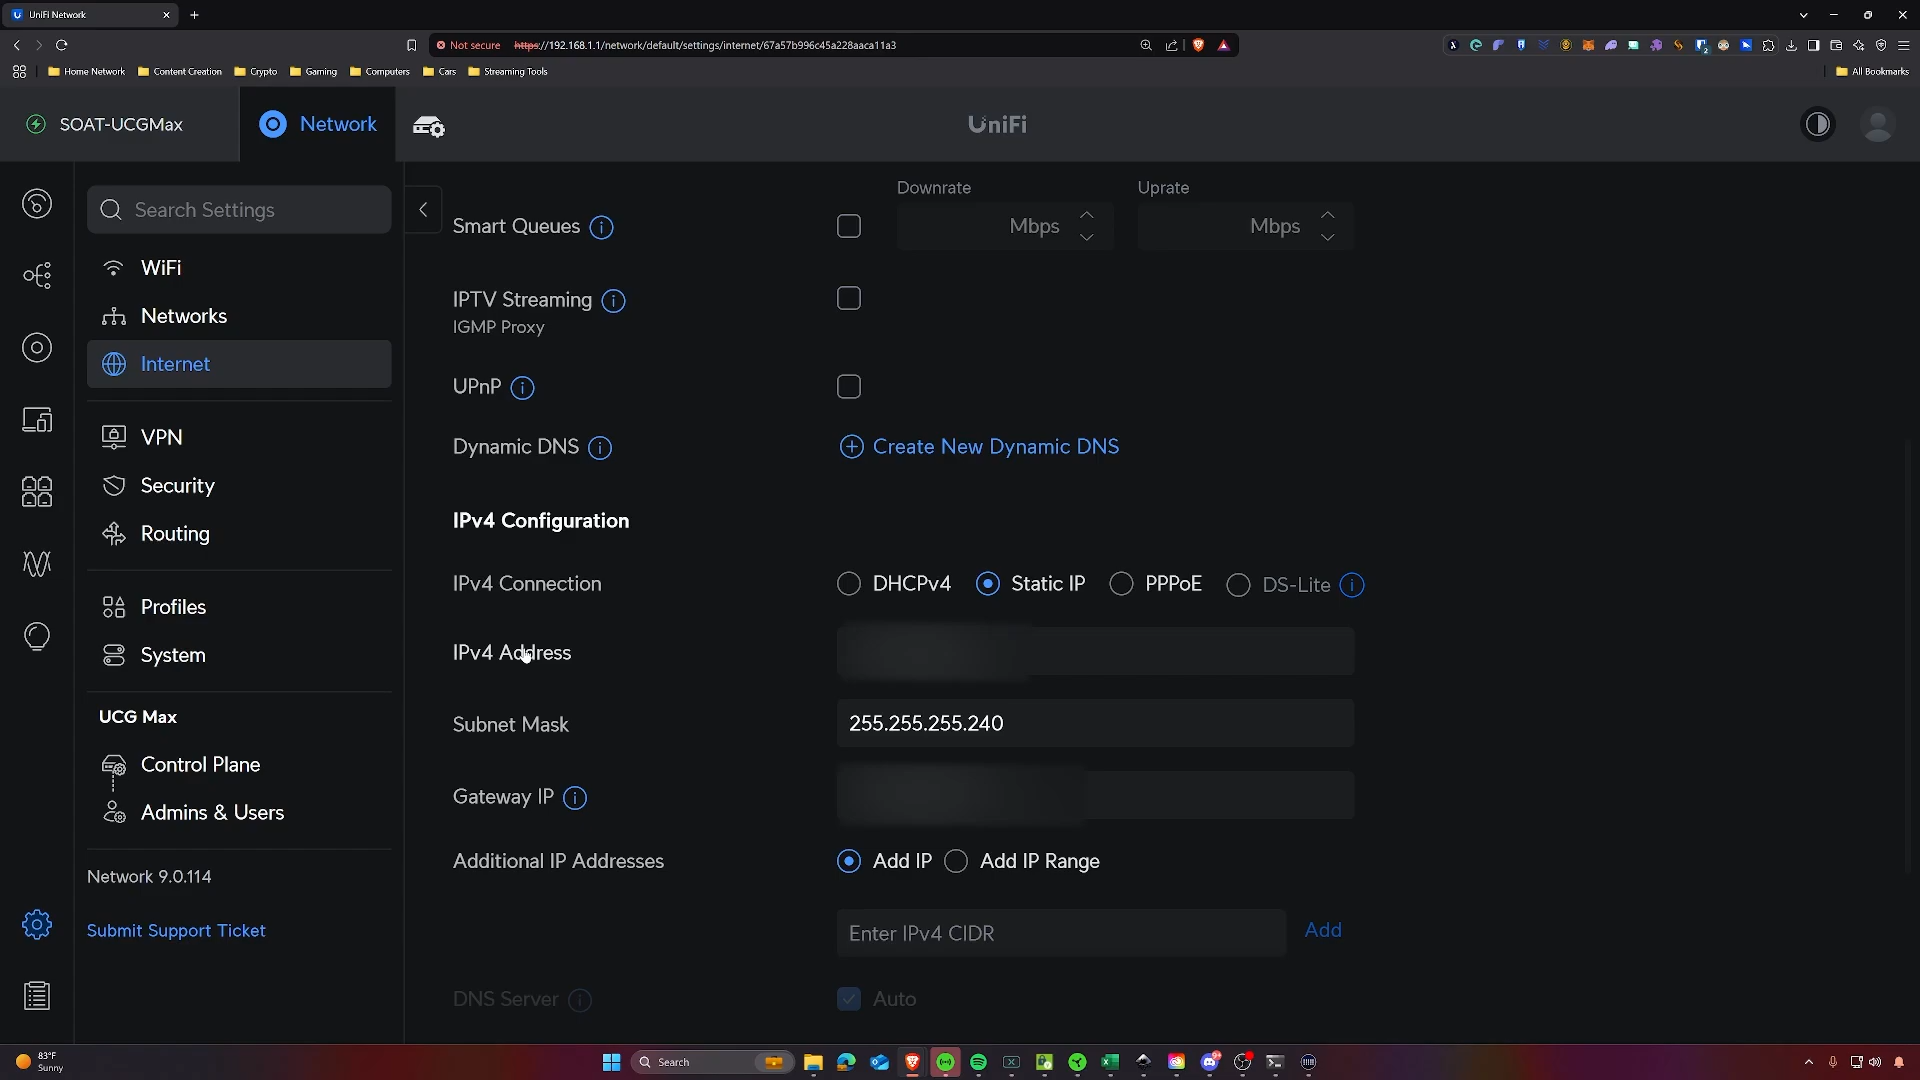 UniFi Network
Not secure https://192.168.1.1/network/default/settings/internet/67a57b996c45a228aaca11a3
Home Network Content Creation Crypto Gaming Computers Cars Streaming Tools All Bookmarks
SOAT-UCGMax Network UniFi
Search Settings
WiFi
Networks
Internet
VPN
Security
Routing
Profiles
System
UCG Max
Control Plane
Admins & Users
Network 9.0.114
Submit Support Ticket
Downrate Uprate
Smart Queues Mbps Mbps
IPTV Streaming
IGMP Proxy
UPnP
Dynamic DNS Create New Dynamic DNS
IPv4 Configuration
IPv4 Connection DHCPv4 Static IP PPPoE DS-Lite
IPv4 Address
Subnet Mask 255.255.255.240
Gateway IP
Additional IP Addresses Add IP Add IP Range
Enter IPv4 CIDR Add
DNS Server Auto
83°F
Sunny
Search